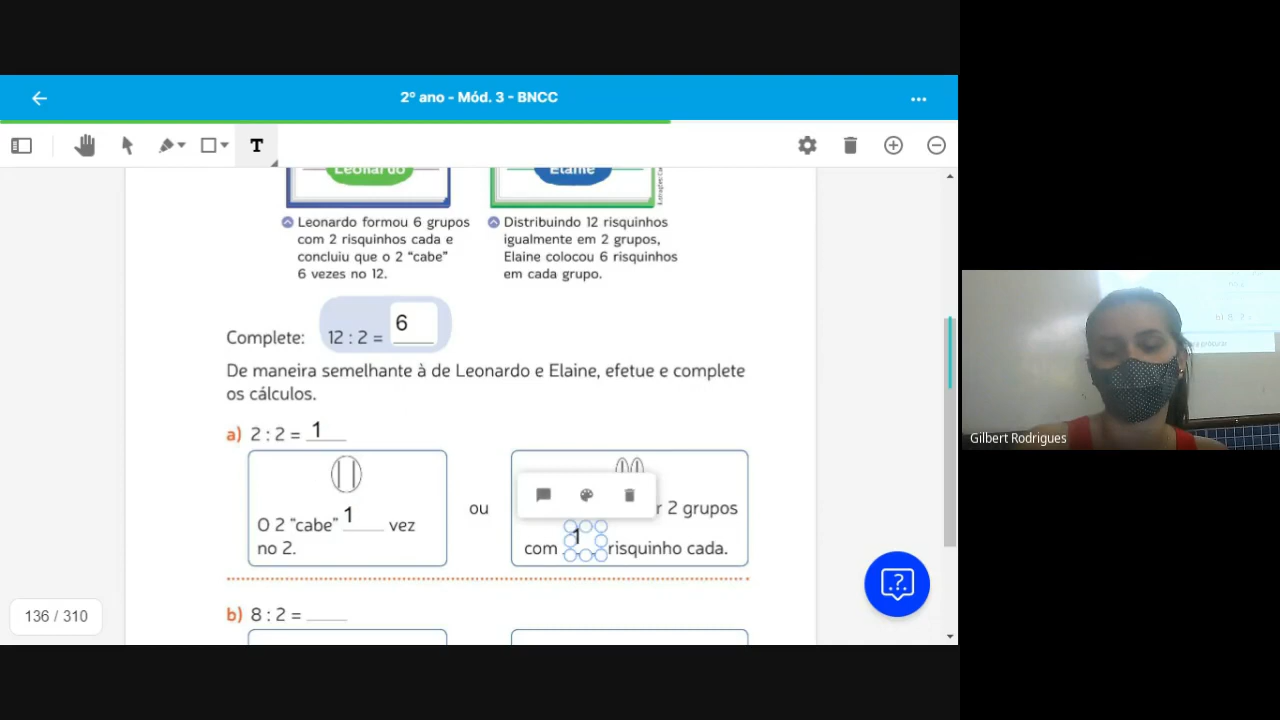 2º ano - Mód. 3 - BNCC
T
Leonardo
Elaine
Leonardo formou 6 grupos
com 2 risquinhos cada e
concluiu que o 2 “cabe”
6 vezes no 12.
Distribuindo 12 risquinhos
igualmente em 2 grupos,
Elaine colocou 6 risquinhos
em cada grupo.
Complete: 12 : 2 = 6
De maneira semelhante à de Leonardo e Elaine, efetue e complete
os cálculos.
a) 2 : 2 = 1
O 2 “cabe” 1 vez
no 2.
ou
r 2 grupos
com 1 risquinho cada.
b) 8 : 2 = ____
136 / 310
Gilbert Rodrigues